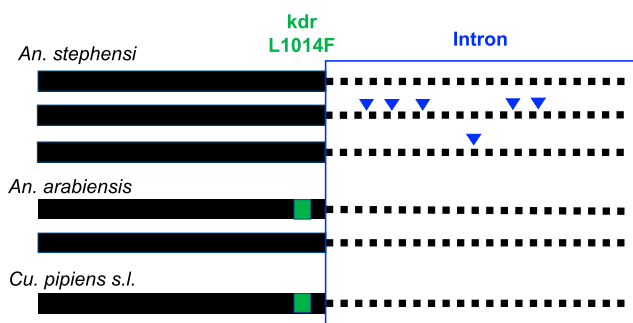 kdr
L1014F
Intron
An. stephensi
An. arabiensis
Cu. pipiens s.l.